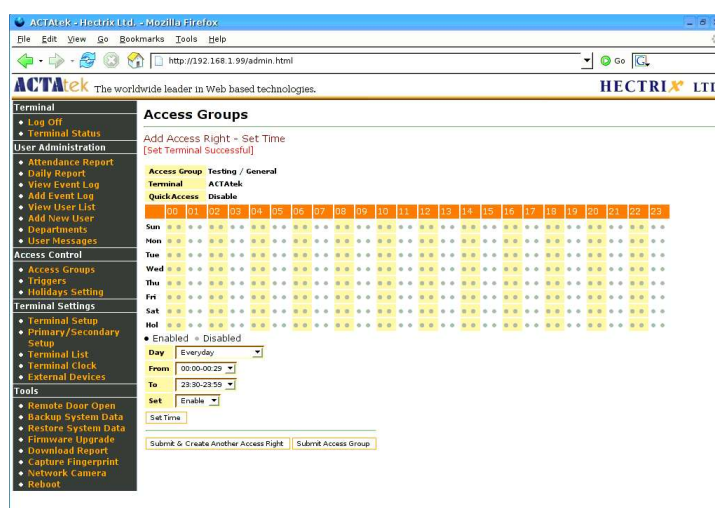 ACTAtek - Hectrix Ltd. - Mozilla Firefox
File Edit View Go Bookmarks Tools Help
http://192.168.1.99/admin.html Go G
ACTAtek The worldwide leader in Web based technologies. HECTRIX LTD
Terminal
Log Off
Terminal Status
User Administration
Attendance Report
Daily Report
View Event Log
Add Event Log
View User List
Add New User
Departments
User Messages
Access Control
Access Groups
Triggers
Holidays Setting
Terminal Settings
Terminal Setup
Primary/Secondary
Setup
Terminal List
Terminal Clock
External Devices
Tools
Remote Door Open
Backup System Data
Restore System Data
Firmware Upgrade
Download Report
Capture Fingerprint
Network Camera
Reboot
Access Groups
Add Access Right - Set Time
[Set Terminal Successful]
Access Group Testing / General
Terminal ACTAtek
QuickAccess Disable
00 01 02 03 04 05 06 07 08 09 10 11 12 13 14 15 16 17 18 19 20 21 22 23
Sun
Mon
Tue
Wed
Thu
Fri
Sat
Hol
Enabled Disabled
Day Everyday
From 00:00-00:29
To 23:30-23:59
Set Enable
Set Time
Submit & Create Another Access Right Submit Access Group